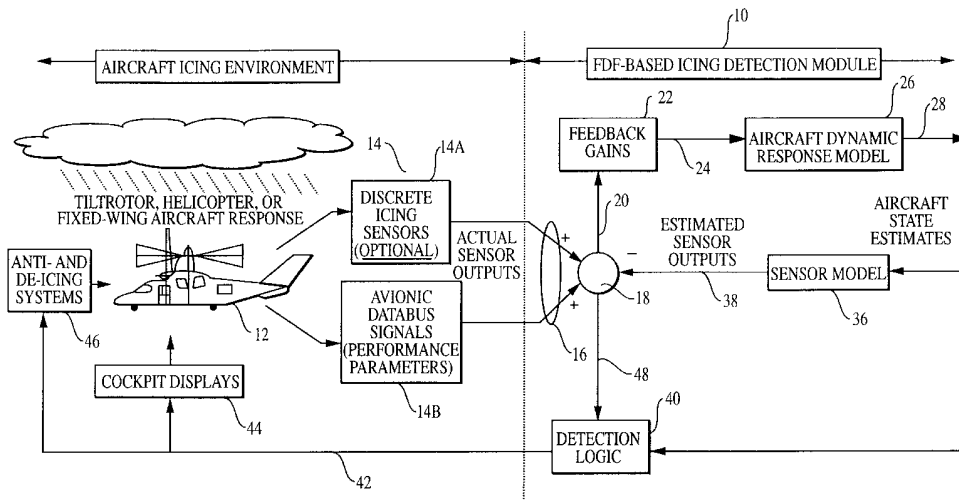 10
AIRCRAFT ICING ENVIRONMENT
FDF-BASED ICING DETECTION MODULE
22
26
28
FEEDBACK
GAINS
24
AIRCRAFT DYNAMIC
RESPONSE MODEL
14
14A
TILTROTOR, HELICOPTER, OR
FIXED-WING AIRCRAFT RESPONSE
DISCRETE
ICING
SENSORS
(OPTIONAL)
ACTUAL
SENSOR
OUTPUTS
+
+
−
20
ESTIMATED
SENSOR
OUTPUTS
AIRCRAFT
STATE
ESTIMATES
ANTI- AND
DE-ICING
SYSTEMS
46
12
18
38
SENSOR MODEL
36
AVIONIC
DATABUS
SIGNALS
(PERFORMANCE
PARAMETERS)
14B
16
48
COCKPIT DISPLAYS
44
40
DETECTION
LOGIC
42